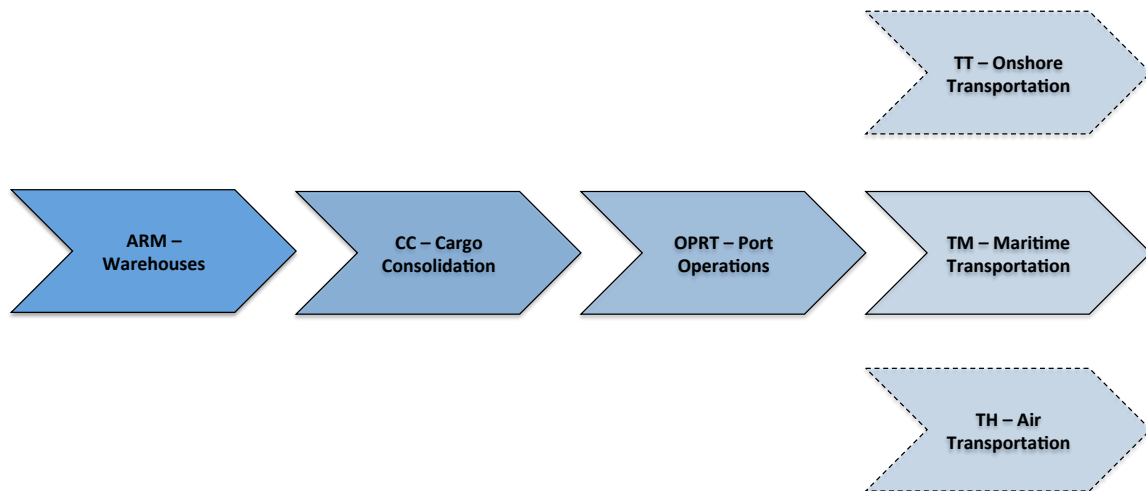 TT – Onshore
Transportation
ARM –
Warehouses
CC – Cargo
Consolidation
OPRT – Port
Operations
TM – Maritime
Transportation
TH – Air
Transportation